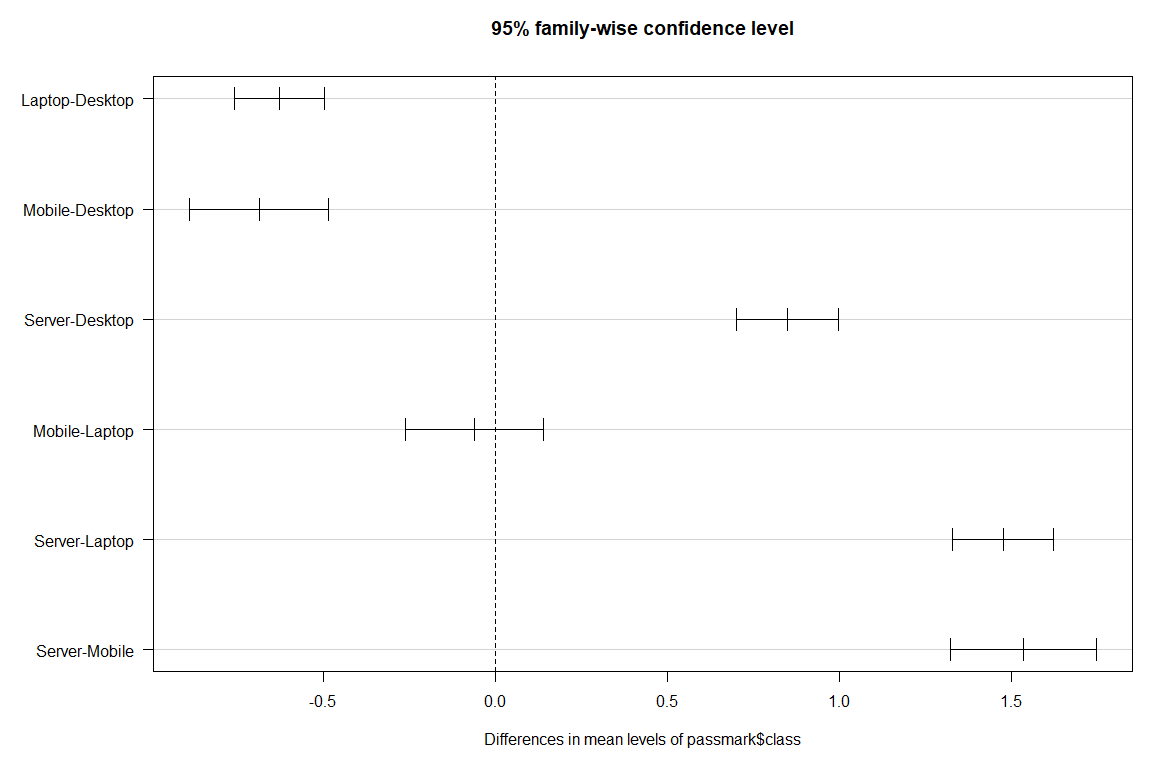 95% family-wise confidence level
Laptop-Desktop
Mobile-Desktop
Server-Desktop
Mobile-Laptop
Server-Laptop
Server-Mobile
-0.5 0.0 0.5 1.0 1.5
Differences in mean levels of passmark$class